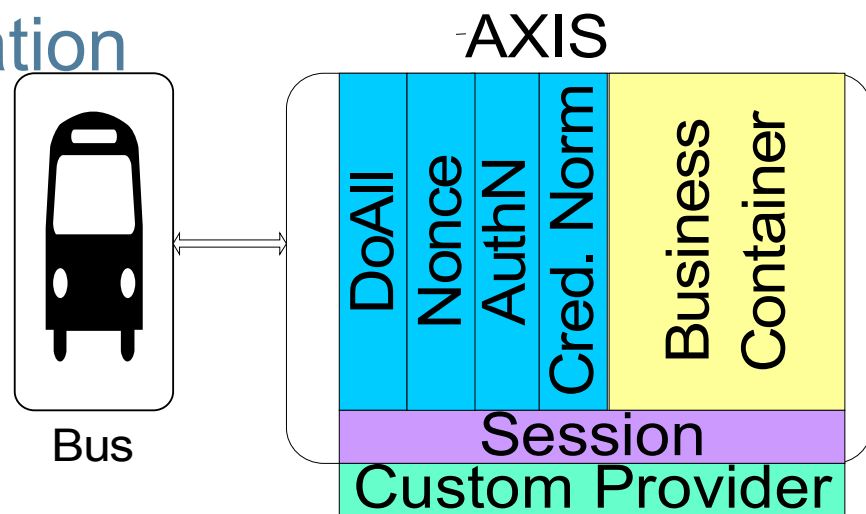 ation
-AXIS
DoAll
Nonce
AuthN
Cred. Norm
Business
Container
Session
Custom Provider
Bus